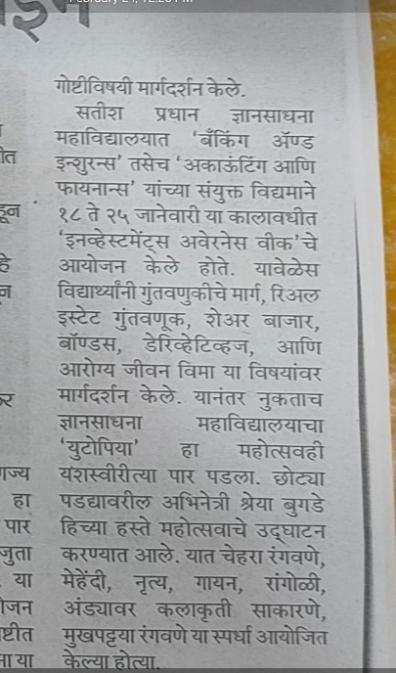 गोष्टींविषयी मार्गदर्शन केले.
सतीश प्रधान ज्ञानसाधना
महाविद्यालयात ‘बँकिंग ॲण्ड
इन्शुरन्स’ तसेच ‘अकाऊंटिंग आणि
फायनान्स’ यांच्या संयुक्त विद्यमाने
१८ ते २५ जानेवारी या कालावधीत
‘इनव्हेस्टमेंट्स अवेरनेस वीक’चे
आयोजन केले होते. यावेळेस
विद्यार्थ्यांनी गुंतवणुकीचे मार्ग, रिअल
इस्टेट गुंतवणूक, शेअर बाजार,
बॉण्डस, डेरिव्हेटिव्हज, आणि
आरोग्य जीवन विमा या विषयांवर
मार्गदर्शन केले. यानंतर नुकताच
ज्ञानसाधना महाविद्यालयाचा
‘युटोपिया’ हा महोत्सवही
यशस्वीरीत्या पार पडला. छोट्या
पडद्यावरील अभिनेत्री श्रेया बुगडे
हिच्या हस्ते महोत्सवाचे उद्घाटन
करण्यात आले. यात चेहरा रंगवणे,
मेहेंदी, नृत्य, गायन, रांगोळी,
अंड्यावर कलाकृती साकारणे,
मुखपट्टया रंगवणे या स्पर्धा आयोजित
केल्या होत्या.
हा
पार
या